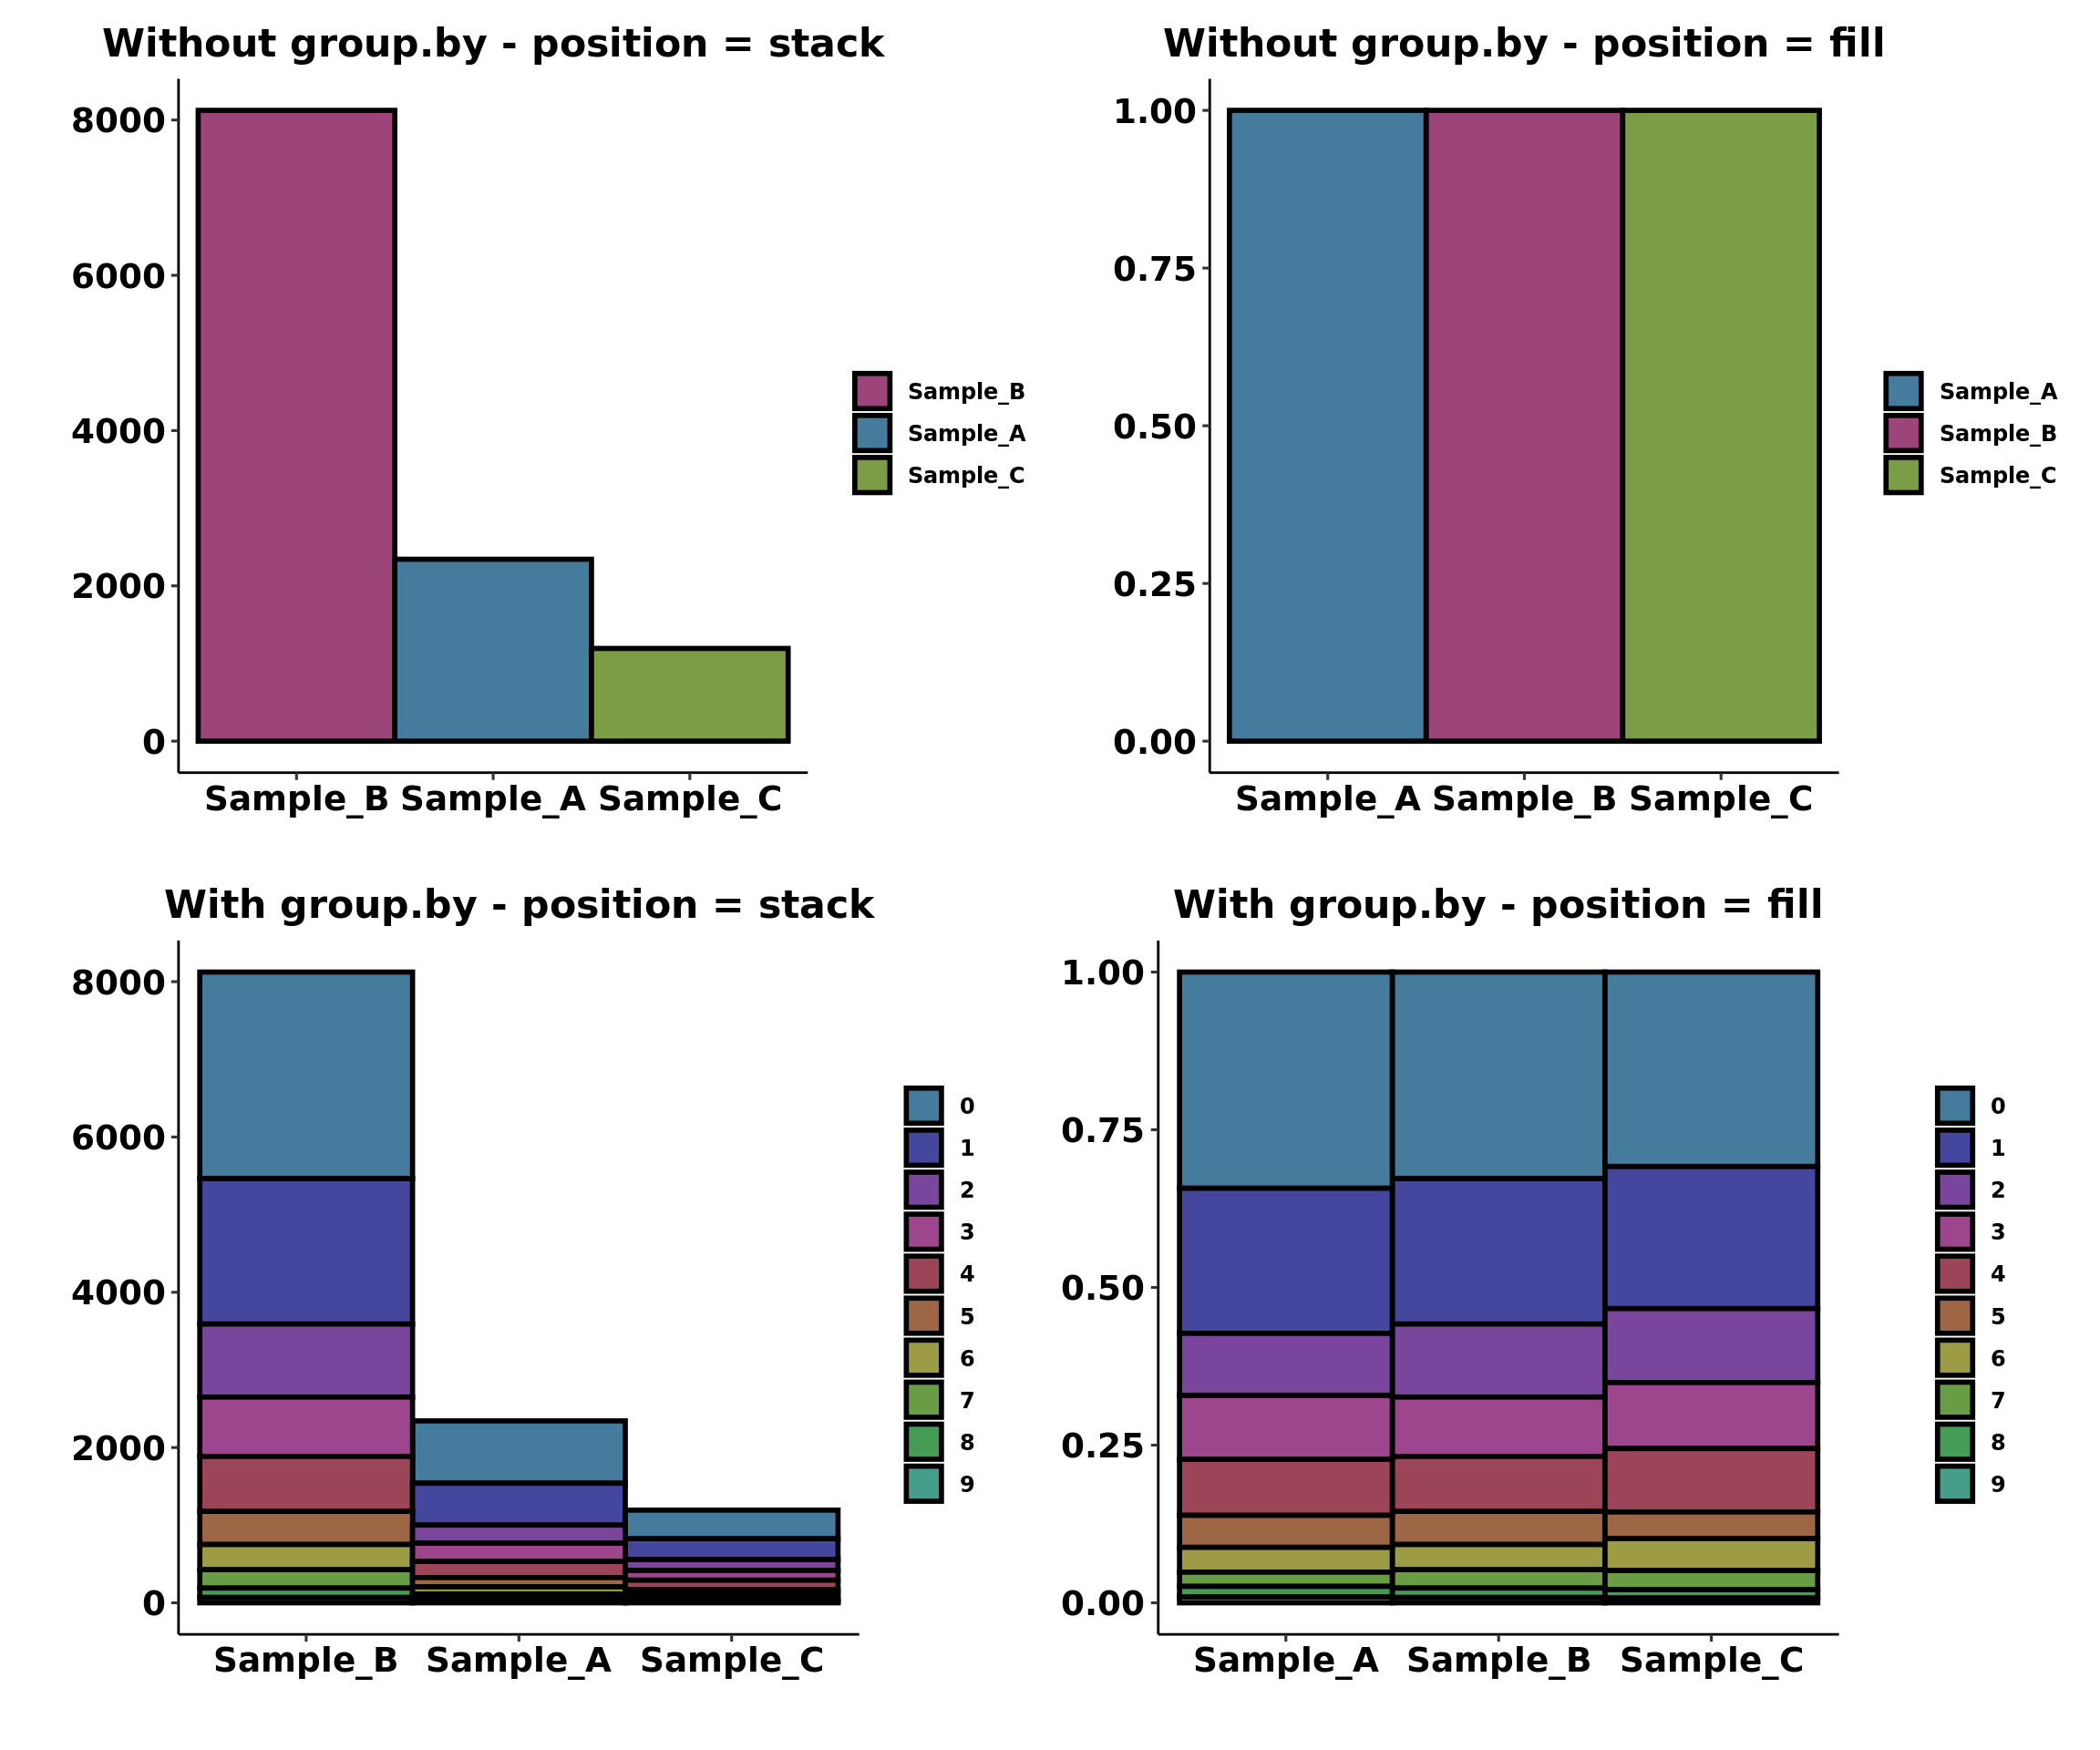 Without group.by - position = stack
8000
6000
4000
2000
0
Sample_B Sample_A Sample_C
Sample_B
Sample_A
Sample_C
Without group.by - position = fill
1.00
0.75
0.50
0.25
0.00
Sample_A Sample_B Sample_C
Sample_A
Sample_B
Sample_C
With group.by - position = stack
8000
6000
4000
2000
0
Sample_B Sample_A Sample_C
0
1
2
3
4
5
6
7
8
9
With group.by - position = fill
1.00
0.75
0.50
0.25
0.00
Sample_A Sample_B Sample_C
0
1
2
3
4
5
6
7
8
9